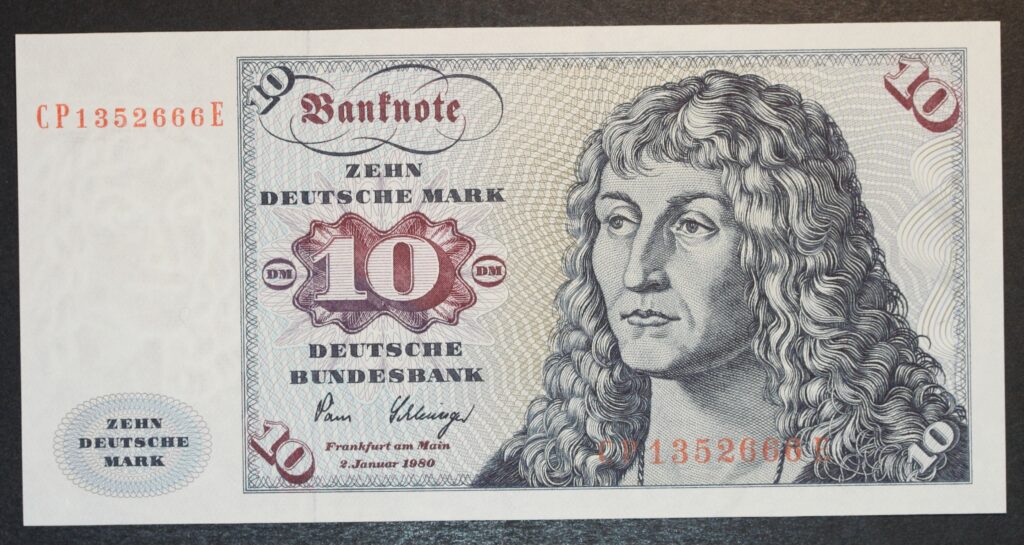 CP1352666E
10
10
Banknote
ZEHN
DEUTSCHE MARK
DM 10 DM
DEUTSCHE
BUNDESBANK
Frankfurt am Main
2. Januar 1980
10
10
ZEHN
DEUTSCHE
MARK
CP1352666E